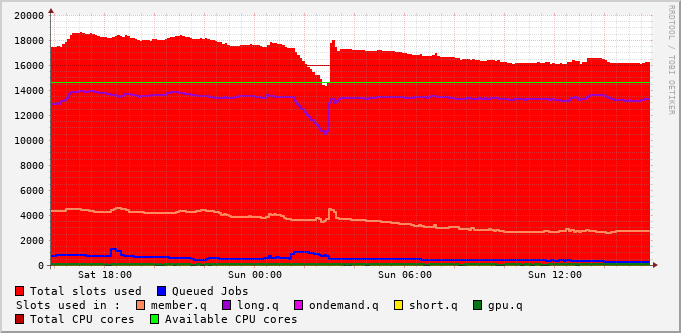 20000
18000
16000
14000
12000
10000
8000
6000
4000
2000
0
Sat 18:00 Sun 00:00 Sun 06:00 Sun 12:00
Total slots used Queued Jobs
Slots used in : member.q long.q ondemand.q short.q gpu.q
Total CPU cores Available CPU cores
RRDTOOL / TOBI OETIKER